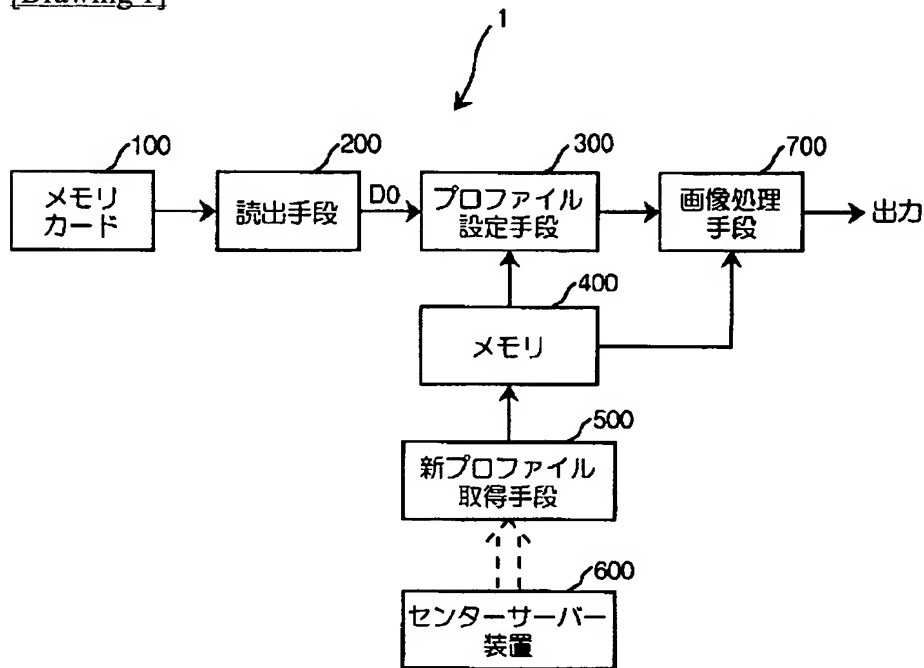 [Drawing 1]
1
100
200
300
700
メモリ
カード
読出手段
D0
プロファイル
設定手段
画像処理
手段
出力
400
メモリ
500
新プロファイル
取得手段
600
センターサーバー
装置